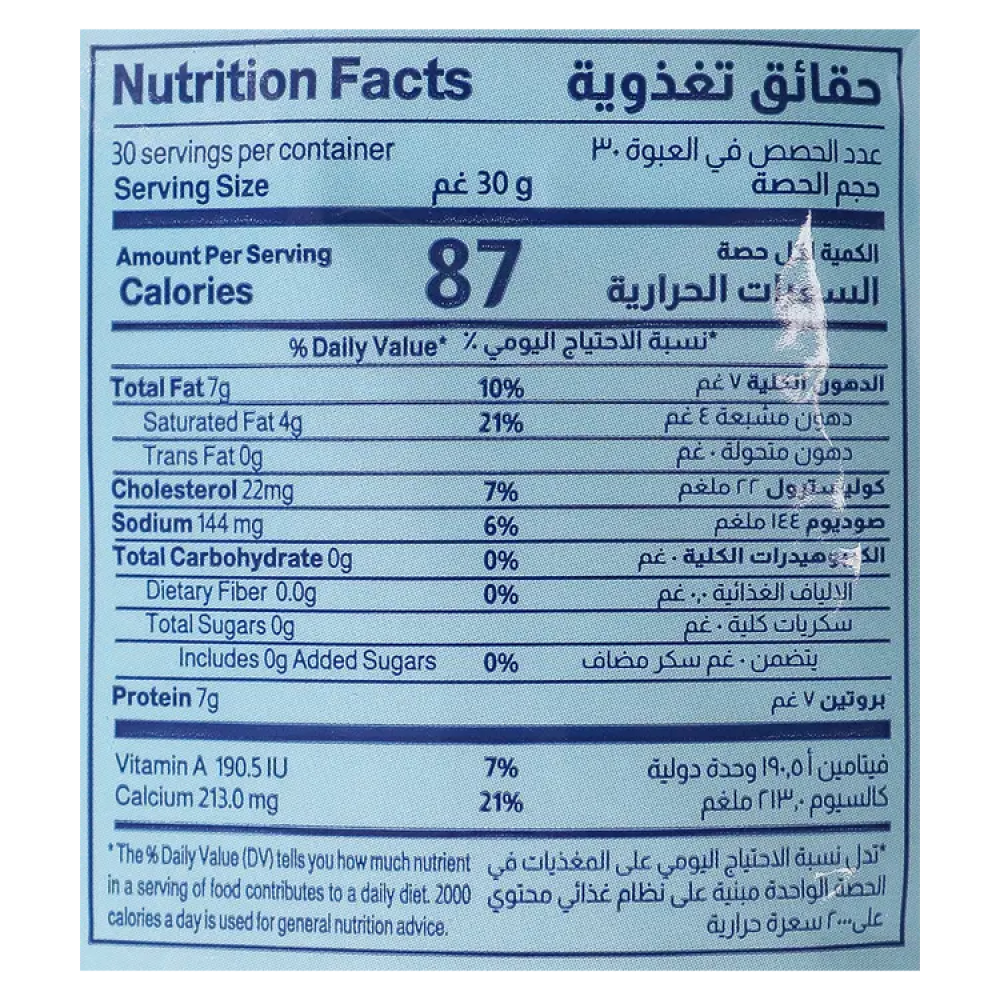 Nutrition Facts حقائق تغذوية
30 servings per container عدد الحصص في العبوة ٣٠
Serving Size 30 g غم حجم الحصة
Amount Per Serving الكمية لكل حصة
Calories 87 السعرات الحرارية
% Daily Value* *نسبة الاحتياج اليومي ٪
Total Fat 7g 10% الدهون الكلية ٧ غم
Saturated Fat 4g 21% دهون مشبعة ٤ غم
Trans Fat 0g دهون متحولة ٠ غم
Cholesterol 22mg 7% كوليسترول ٢٢ ملغم
Sodium 144 mg 6% صوديوم ١٤٤ ملغم
Total Carbohydrate 0g 0% الكربوهيدرات الكلية ٠ غم
Dietary Fiber 0.0g 0% الالياف الغذائية ٠,٠ غم
Total Sugars 0g سكريات كلية ٠ غم
Includes 0g Added Sugars 0% يتضمن ٠ غم سكر مضاف
Protein 7g بروتين ٧ غم
Vitamin A 190.5 IU 7% فيتامين أ ١٩٠,٥ وحدة دولية
Calcium 213.0 mg 21% كالسيوم ٢١٣,٠ ملغم
*The % Daily Value (DV) tells you how much nutrient
in a serving of food contributes to a daily diet. 2000
calories a day is used for general nutrition advice.
*تدل نسبة الاحتياج اليومي على المغذيات في
الحصة الواحدة مبنية على نظام غذائي محتوي
على ٢٠٠٠ سعرة حرارية